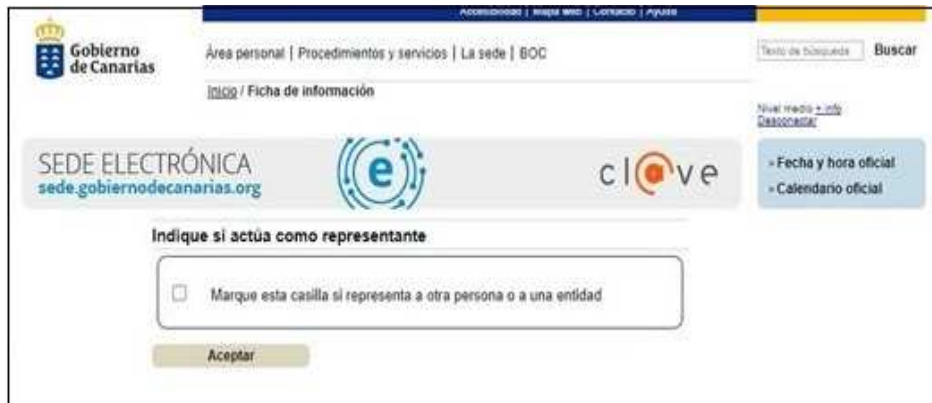 Accesibilidad | Mapa web | Contacto | Ayuda
Gobierno
de Canarias
Área personal | Procedimientos y servicios | La sede | BOC
Texto de búsqueda
Buscar
Inicio / Ficha de información
Nivel medio + info
Desconectar
SEDE ELECTRÓNICA
sede.gobiernodecanarias.org
e
cl@ve
» Fecha y hora oficial
» Calendario oficial
Indique si actúa como representante
Marque esta casilla si representa a otra persona o a una entidad
Aceptar